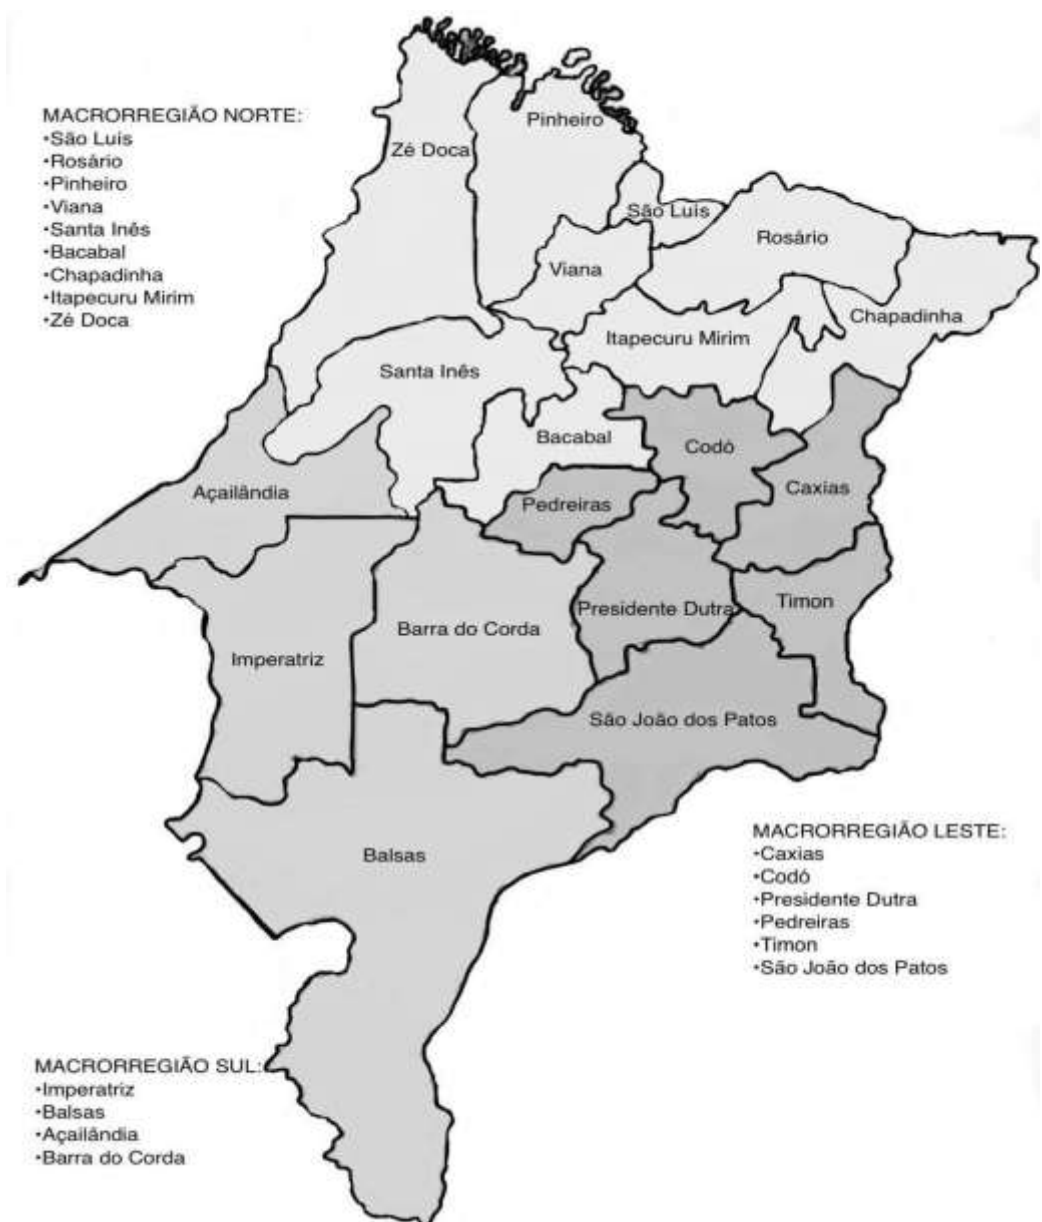 MACRORREGIÃO NORTE:
•São Luís
•Rosário
•Pinheiro
•Viana
•Santa Inês
•Bacabal
•Chapadinha
•Itapecuru Mirim
•Zé Doca
Pinheiro
Zé Doca
São Luís
Rosário
Viana
Chapadinha
Itapecuru Mirim
Santa Inês
Bacabal
Codó
Açailândia
Pedreiras
Caxias
Presidente Dutra
Timon
Barra do Corda
Imperatriz
São João dos Patos
Balsas
MACRORREGIÃO LESTE:
•Caxias
•Codó
•Presidente Dutra
•Pedreiras
•Timon
•São João dos Patos
MACRORREGIÃO SUL:
•Imperatriz
•Balsas
•Açailândia
•Barra do Corda